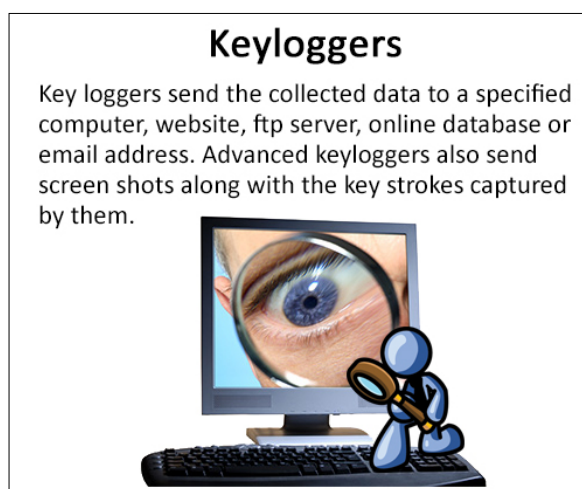 Keyloggers
Key loggers send the collected data to a specified
computer, website, ftp server, online database or
email address. Advanced keyloggers also send
screen shots along with the key strokes captured
by them.